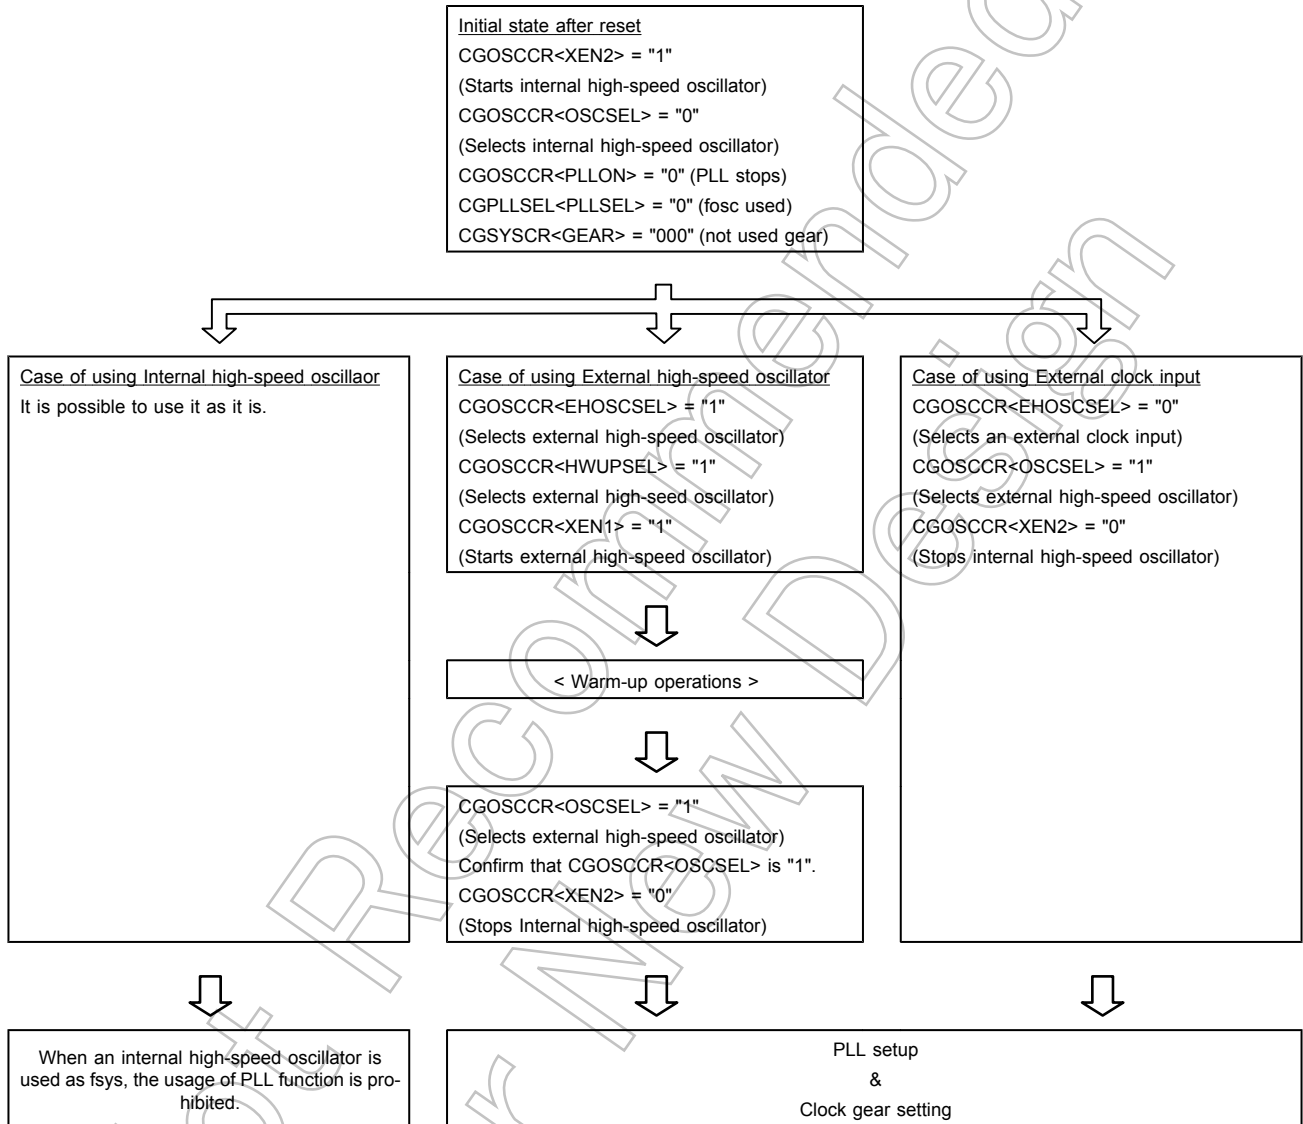 Initial state after reset
CGOSCCR<XEN2> = "1"
(Starts internal high-speed oscillator)
CGOSCCR<OSCSEL> = "0"
(Selects internal high-speed oscillator)
CGOSCCR<PLLON> = "0" (PLL stops)
CGPLLSEL<PLLSEL> = "0" (fosc used)
CGSYSCR<GEAR> = "000" (not used gear)
Case of using Internal high-speed oscillaor
It is possible to use it as it is.
Case of using External high-speed oscillator
CGOSCCR<EHOSCSEL> = "1"
(Selects external high-speed oscillator)
CGOSCCR<HWUPSEL> = "1"
(Selects external high-seed oscillator)
CGOSCCR<XEN1> = "1"
(Starts external high-speed oscillator)
< Warm-up operations >
CGOSCCR<OSCSEL> = "1"
(Selects external high-speed oscillator)
Confirm that CGOSCCR<OSCSEL> is "1".
CGOSCCR<XEN2> = "0"
(Stops Internal high-speed oscillator)
Case of using External clock input
CGOSCCR<EHOSCSEL> = "0"
(Selects an external clock input)
CGOSCCR<OSCSEL> = "1"
(Selects external high-speed oscillator)
CGOSCCR<XEN2> = "0"
(Stops internal high-speed oscillator)
When an internal high-speed oscillator is
used as fsys, the usage of PLL function is pro-
hibited.
PLL setup
&
Clock gear setting
Not Recommended
for New Design